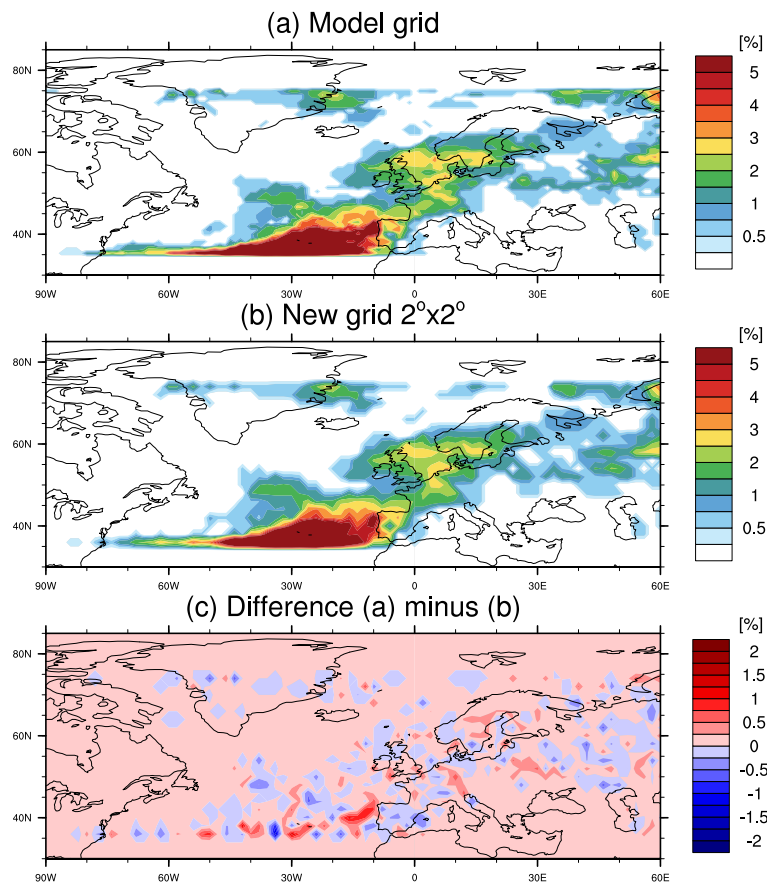 (a) Model grid
[%]
80N
60N
40N
90W 60W 30W 0 30E 60E
5
4
3
2
1
0.5
(b) New grid 2°x2°
[%]
80N
60N
40N
90W 60W 30W 0 30E 60E
5
4
3
2
1
0.5
(c) Difference (a) minus (b)
[%]
80N
60N
40N
90W 60W 30W 0 30E 60E
2
1.5
1
0.5
0
-0.5
-1
-1.5
-2